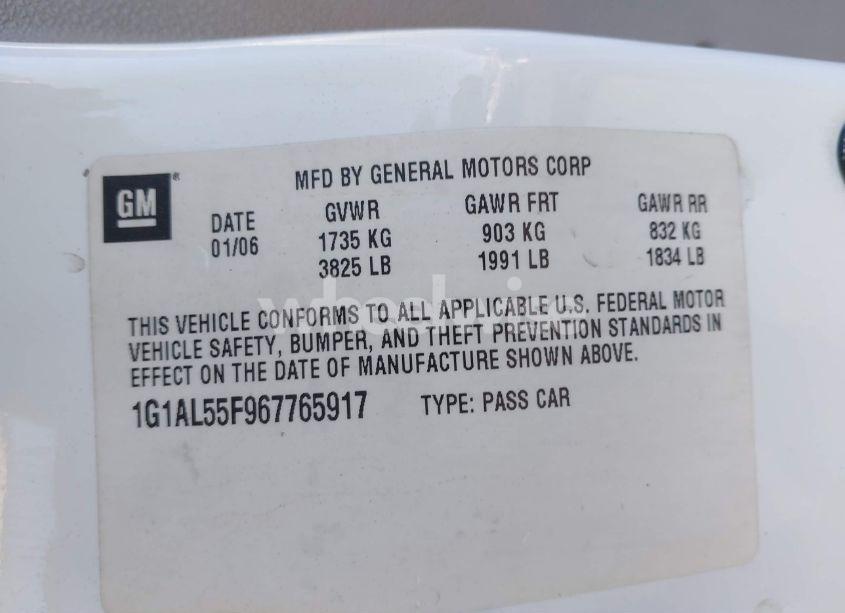 MFD BY GENERAL MOTORS CORP
GM ®
DATE GVWR GAWR FRT GAWR RR
01/06 1735 KG 903 KG 832 KG
3825 LB 1991 LB 1834 LB
THIS VEHICLE CONFORMS TO ALL APPLICABLE U.S. FEDERAL MOTOR
VEHICLE SAFETY, BUMPER, AND THEFT PREVENTION STANDARDS IN
EFFECT ON THE DATE OF MANUFACTURE SHOWN ABOVE.
1G1AL55F967765917 TYPE: PASS CAR